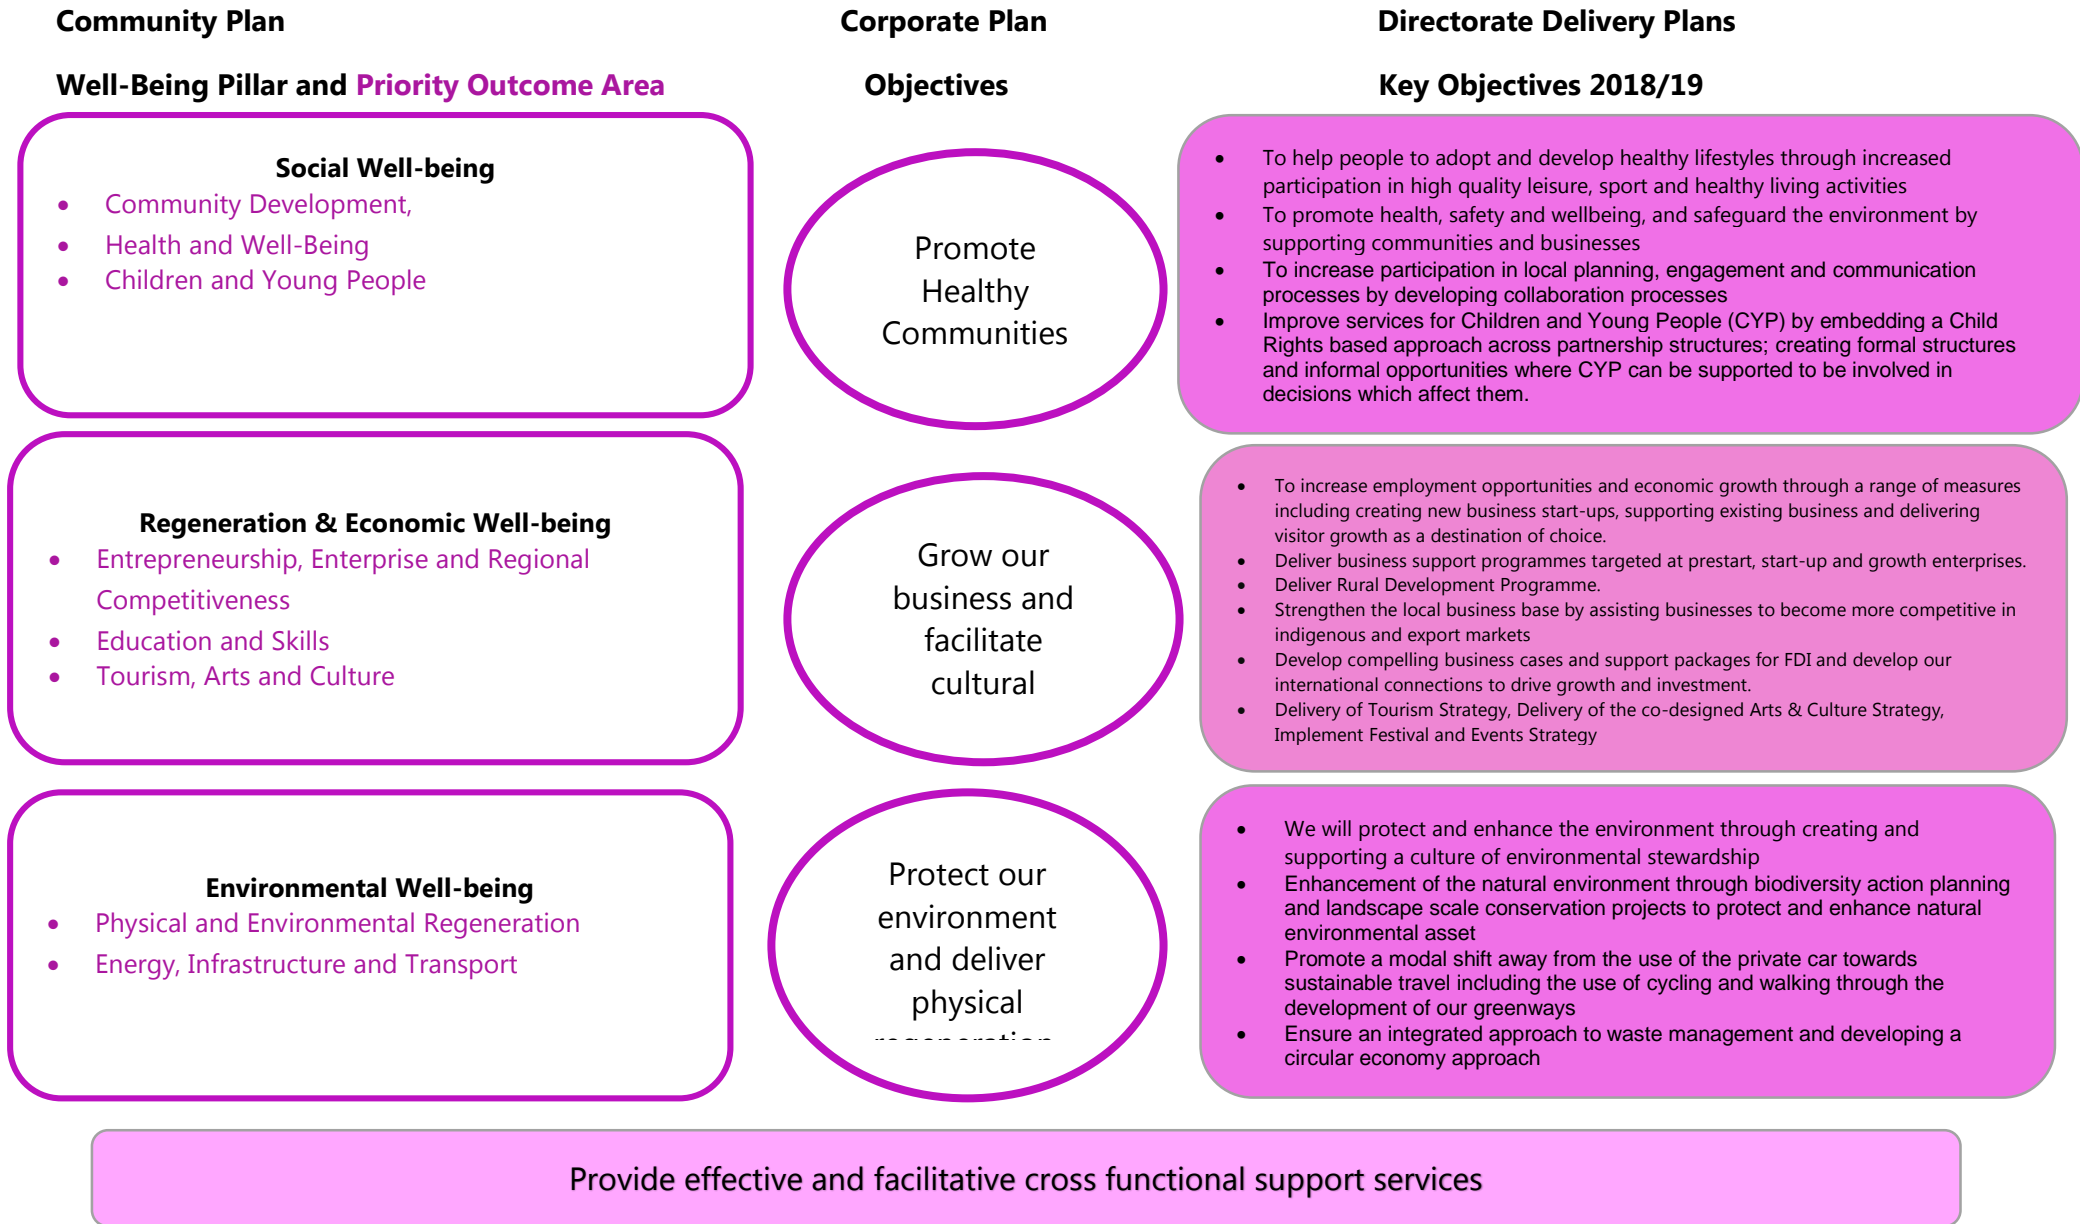 Community Plan
Corporate Plan
Directorate Delivery Plans
Well-Being Pillar and Priority Outcome Area
Objectives
Key Objectives 2018/19
Social Well-being
• Community Development,
• Health and Well-Being
• Children and Young People
Promote
Healthy
Communities
• To help people to adopt and develop healthy lifestyles through increased
participation in high quality leisure, sport and healthy living activities
• To promote health, safety and wellbeing, and safeguard the environment by
supporting communities and businesses
• To increase participation in local planning, engagement and communication
processes by developing collaboration processes
• Improve services for Children and Young People (CYP) by embedding a Child
Rights based approach across partnership structures; creating formal structures
and informal opportunities where CYP can be supported to be involved in
decisions which affect them.
Regeneration & Economic Well-being
• Entrepreneurship, Enterprise and Regional
Competitiveness
• Education and Skills
• Tourism, Arts and Culture
Grow our
business and
facilitate
cultural
• To increase employment opportunities and economic growth through a range of measures
including creating new business start-ups, supporting existing business and delivering
visitor growth as a destination of choice.
• Deliver business support programmes targeted at prestart, start-up and growth enterprises.
• Deliver Rural Development Programme.
• Strengthen the local business base by assisting businesses to become more competitive in
indigenous and export markets
• Develop compelling business cases and support packages for FDI and develop our
international connections to drive growth and investment.
• Delivery of Tourism Strategy, Delivery of the co-designed Arts & Culture Strategy,
Implement Festival and Events Strategy
Environmental Well-being
• Physical and Environmental Regeneration
• Energy, Infrastructure and Transport
Protect our
environment
and deliver
physical
regeneration
• We will protect and enhance the environment through creating and
supporting a culture of environmental stewardship
• Enhancement of the natural environment through biodiversity action planning
and landscape scale conservation projects to protect and enhance natural
environmental asset
• Promote a modal shift away from the use of the private car towards
sustainable travel including the use of cycling and walking through the
development of our greenways
• Ensure an integrated approach to waste management and developing a
circular economy approach
Provide effective and facilitative cross functional support services